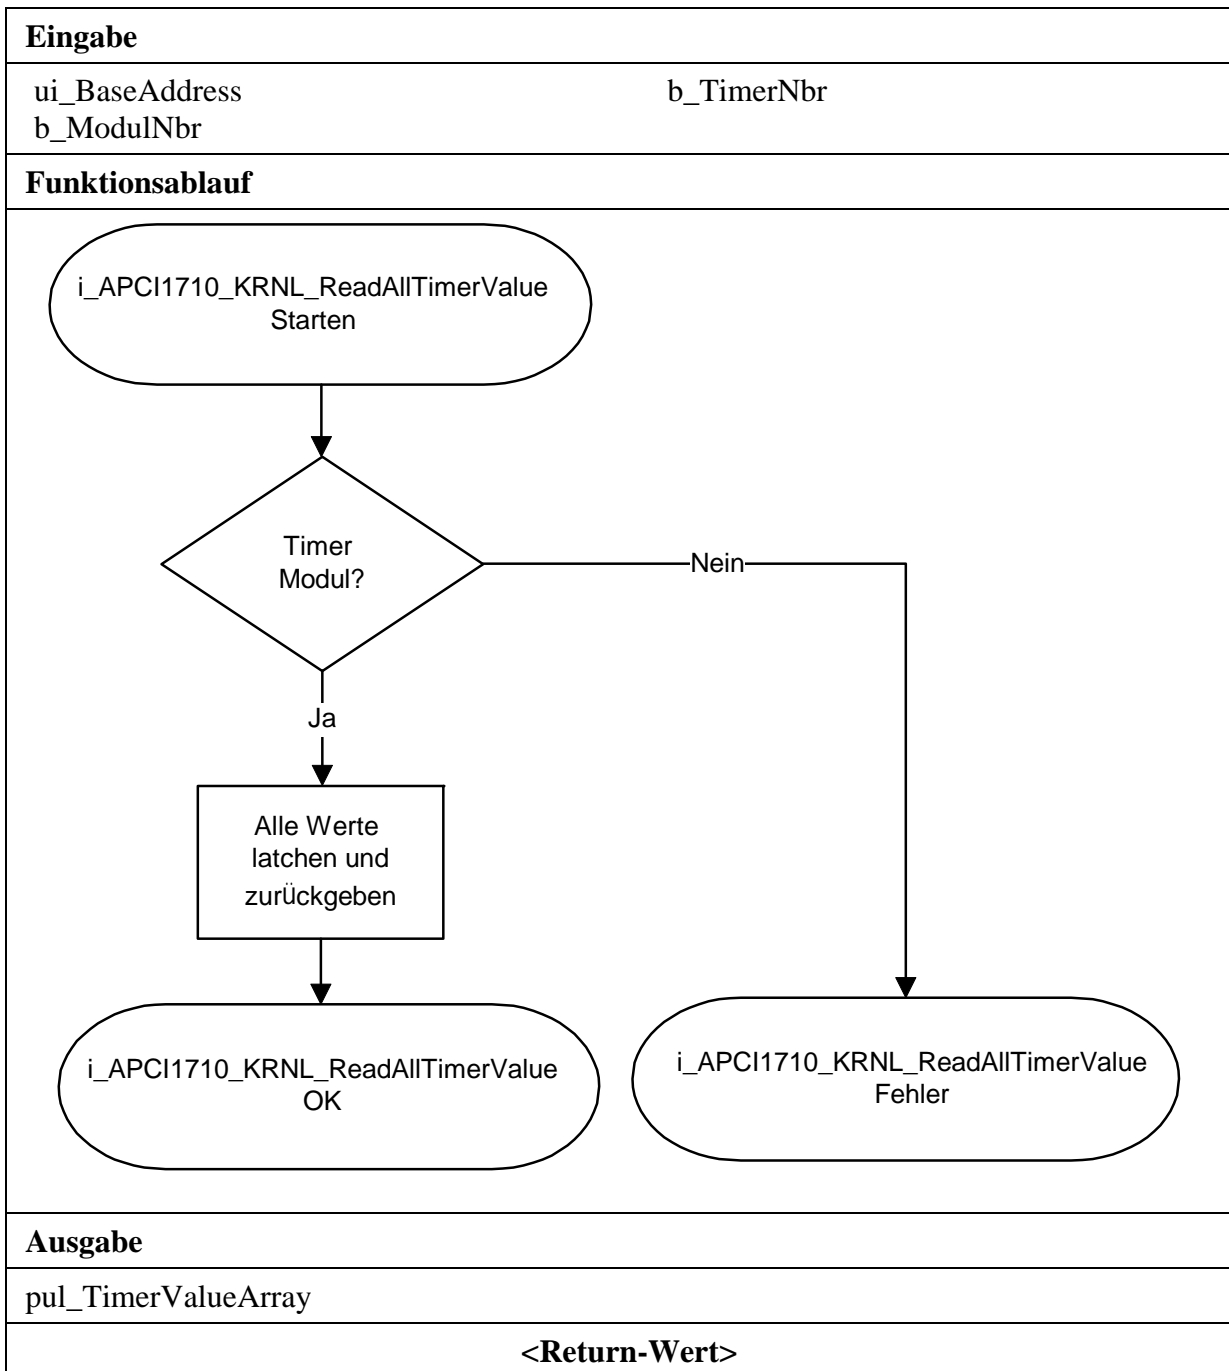 Eingabe
ui_BaseAddress b_TimerNbr
b_ModulNbr
Funktionsablauf
i_APCI1710_KRNL_ReadAllTimerValue
Starten
Timer
Modul?
Nein
Ja
Alle Werte
latchen und
zurÜckgeben
i_APCI1710_KRNL_ReadAllTimerValue
OK
i_APCI1710_KRNL_ReadAllTimerValue
Fehler
Ausgabe
pul_TimerValueArray
<Return-Wert>